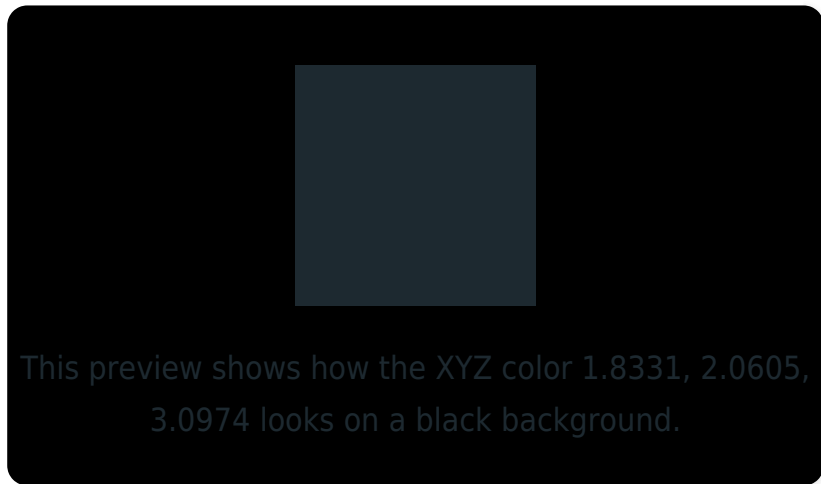 This preview shows how the XYZ color 1.8331, 2.0605,
3.0974 looks on a black background.